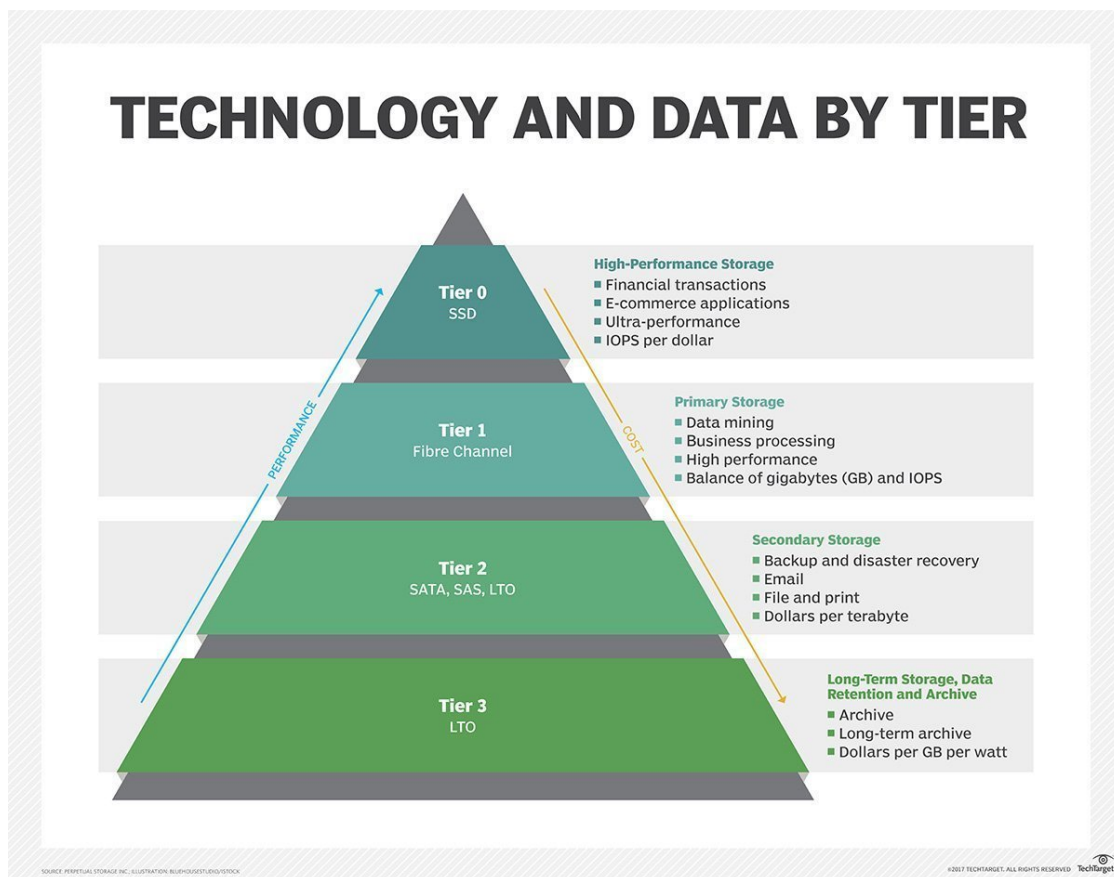 TECHNOLOGY AND DATA BY TIER
Tier 0
SSD
High-Performance Storage
Financial transactions
E-commerce applications
Ultra-performance
IOPS per dollar
PERFORMANCE
COST
Tier 1
Fibre Channel
Primary Storage
Data mining
Business processing
High performance
Balance of gigabytes (GB) and IOPS
Tier 2
SATA, SAS, LTO
Secondary Storage
Backup and disaster recovery
Email
File and print
Dollars per terabyte
Tier 3
LTO
Long-Term Storage, Data
Retention and Archive
Archive
Long-term archive
Dollars per GB per watt
SOURCE: PERPETUAL STORAGE INC.; ILLUSTRATION: BLUEHOUSESTUDIO/ISTOCK
©2017 TECHTARGET. ALL RIGHTS RESERVED
TechTarget